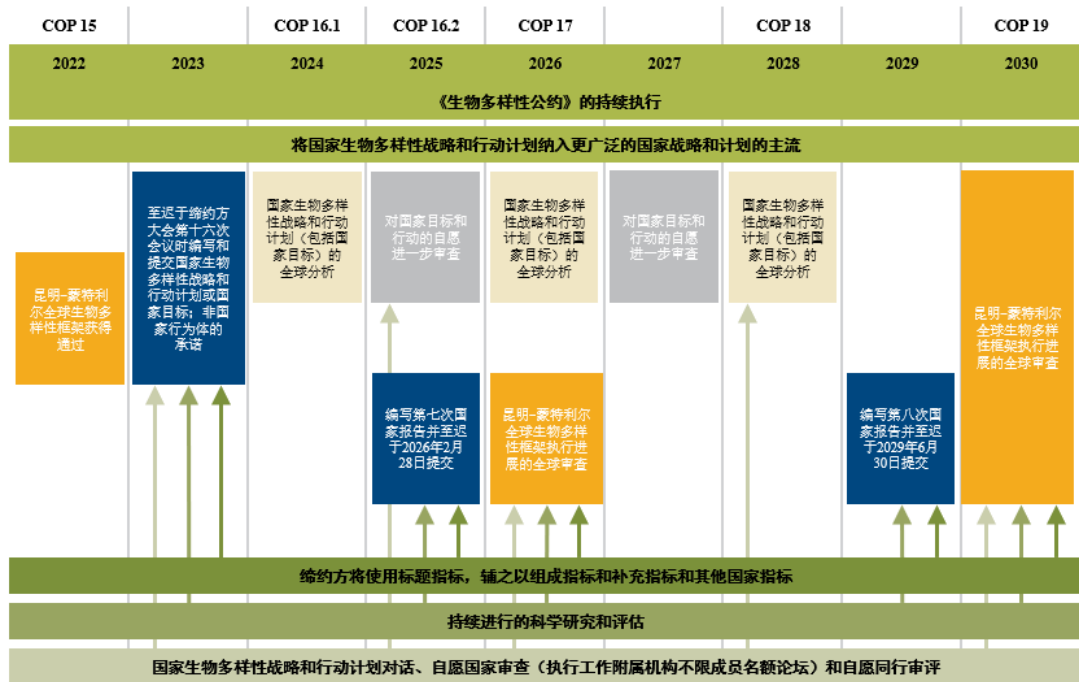 COP 15
COP 16.1
COP 16.2
COP 17
COP 18
COP 19
2022
2023
2024
2025
2026
2027
2028
2029
2030
《生物多样性公约》的持续执行
将国家生物多样性战略和行动计划纳入更广泛的国家战略和计划的主流
昆明-蒙特利
尔全球生物多
样性框架获得
通过
至迟于缔约方
大会第十六次
会议时编写和
提交国家生物
多样性战略和
行动计划或国
家目标；非国
家行为体的
承诺
国家生物多样
性战略和行动
计划（包括国
家目标）的
全球分析
对国家目标和
行动的自愿
进一步审查
国家生物多样
性战略和行动
计划（包括国
家目标）的
全球分析
对国家目标和
行动的自愿
进一步审查
国家生物多样
性战略和行动
计划（包括国
家目标）的
全球分析
昆明-蒙特利尔
全球生物多样
性框架执行进
展的全球审查
编写第七次国
家报告并至迟
于2026年2月
28日提交
昆明-蒙特利尔
全球生物多样
性框架执行进
展的全球审查
编写第八次国
家报告并至迟
于2029年6月
30日提交
缔约方将使用标题指标，辅之以组成指标和补充指标和其他国家指标
持续进行的科学研究和评估
国家生物多样性战略和行动计划对话、自愿国家审查（执行工作附属机构不限成员名额论坛）和自愿同行审评